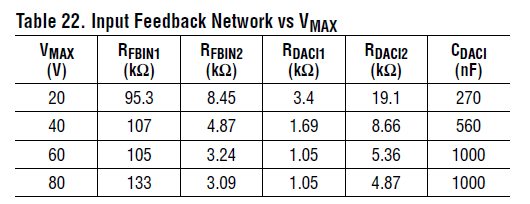 Table 22. Input Feedback Network vs VMAX
VMAX (V) RFBIN1 (kΩ) RFBIN2 (kΩ) RDACI1 (kΩ) RDACI2 (kΩ) CDACI (nF)
20 95.3 8.45 3.4 19.1 270
40 107 4.87 1.69 8.66 560
60 105 3.24 1.05 5.36 1000
80 133 3.09 1.05 4.87 1000